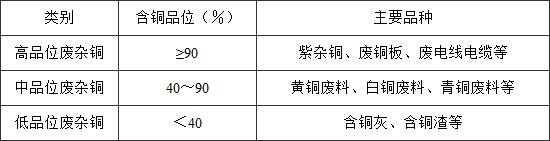 类别 含铜品位（%） 主要品种
高品位废杂铜 ≥90 紫杂铜、废铜板、废电线电缆等
中品位废杂铜 40～90 黄铜废料、白铜废料、青铜废料等
低品位废杂铜 ＜40 含铜灰、含铜渣等